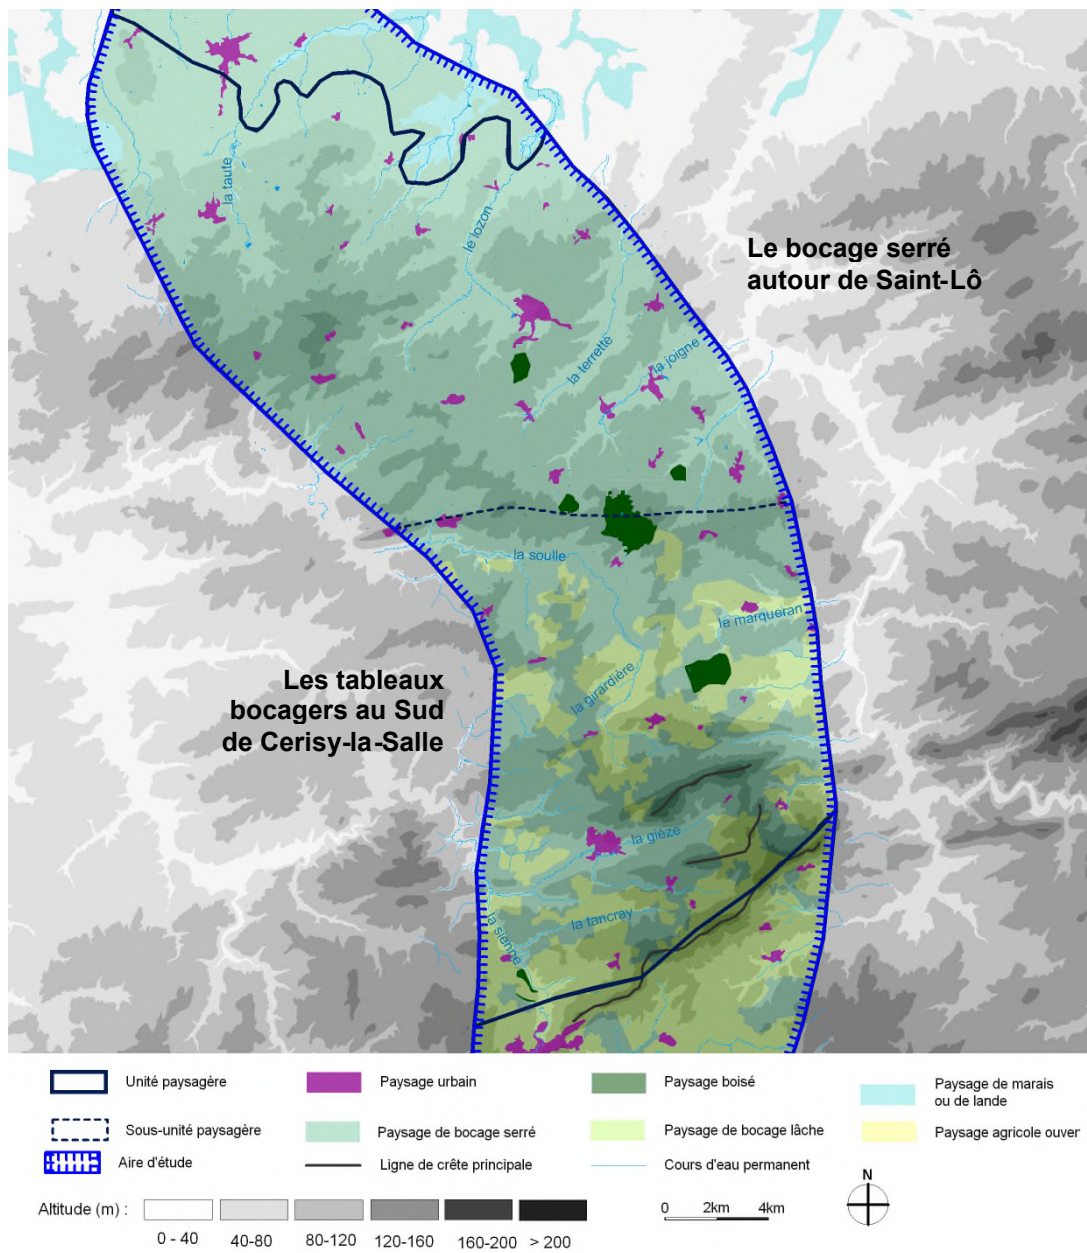 la taute
le lozon
Le bocage serré
autour de Saint-Lô
la terrette
la joigne
la soulle
le marqueran
Les tableaux
bocagers au Sud
de Cerisy-la-Salle
la girardière
la gièze
la tancray
la sienne
Unité paysagère
Paysage urbain
Paysage boisé
Paysage de marais
ou de lande
Sous-unité paysagère
Paysage de bocage serré
Paysage de bocage lâche
Paysage agricole ouver
Aire d'étude
Ligne de crête principale
Cours d'eau permanent
N
Altitude (m) :
0 2km 4km
0 - 40 40-80 80-120 120-160 160-200 > 200